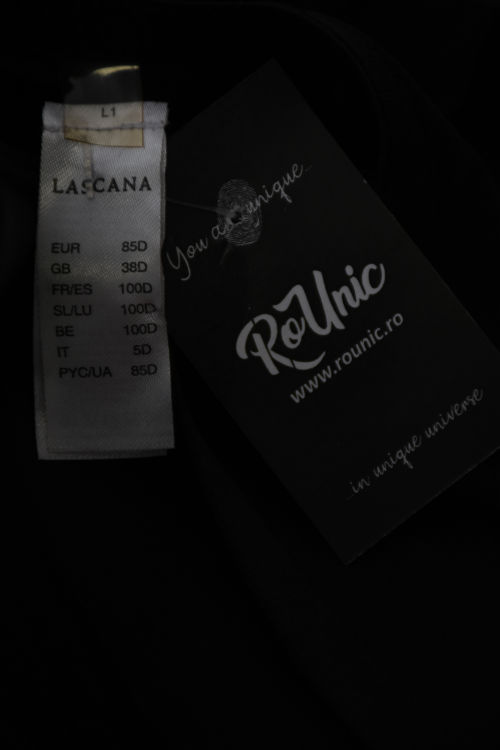 L1
LASCANA
EUR 85D
GB 38D
FR/ES 100D
SL/LU 100D
BE 100D
IT 5D
PYC/UA 85D
You are unique...
RoUnic
www.rounic.ro
...in unique universe